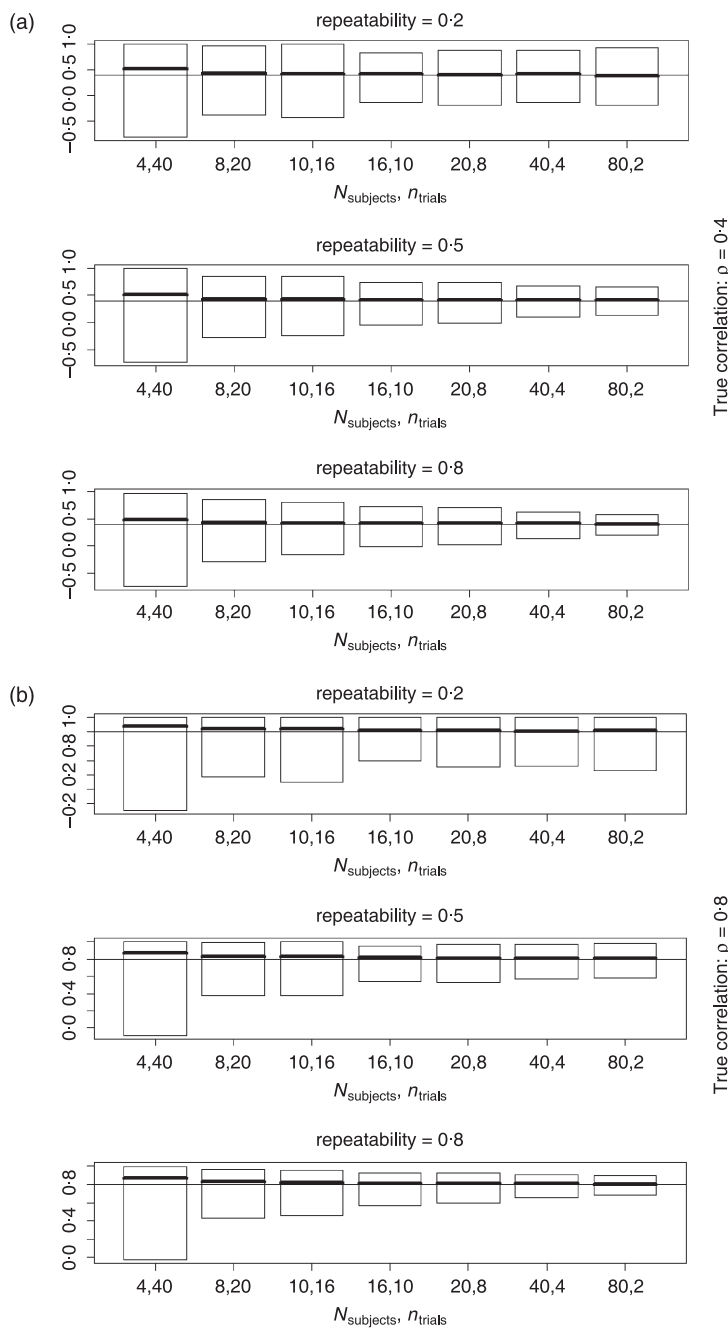 (a)
repeatability = 0·2
−0·5 0·0 0·5 1·0
4,40 8,20 10,16 16,10 20,8 40,4 80,2
Nsubjects, ntrials
repeatability = 0·5
−0·5 0·0 0·5 1·0
4,40 8,20 10,16 16,10 20,8 40,4 80,2
Nsubjects, ntrials
repeatability = 0·8
−0·5 0·0 0·5 1·0
4,40 8,20 10,16 16,10 20,8 40,4 80,2
Nsubjects, ntrials
True correlation: ρ = 0·4
(b)
repeatability = 0·2
−0·2 0·2 0·8 1·0
4,40 8,20 10,16 16,10 20,8 40,4 80,2
Nsubjects, ntrials
repeatability = 0·5
0·0 0·4 0·8
4,40 8,20 10,16 16,10 20,8 40,4 80,2
Nsubjects, ntrials
repeatability = 0·8
0·0 0·4 0·8
4,40 8,20 10,16 16,10 20,8 40,4 80,2
Nsubjects, ntrials
True correlation: ρ = 0·8